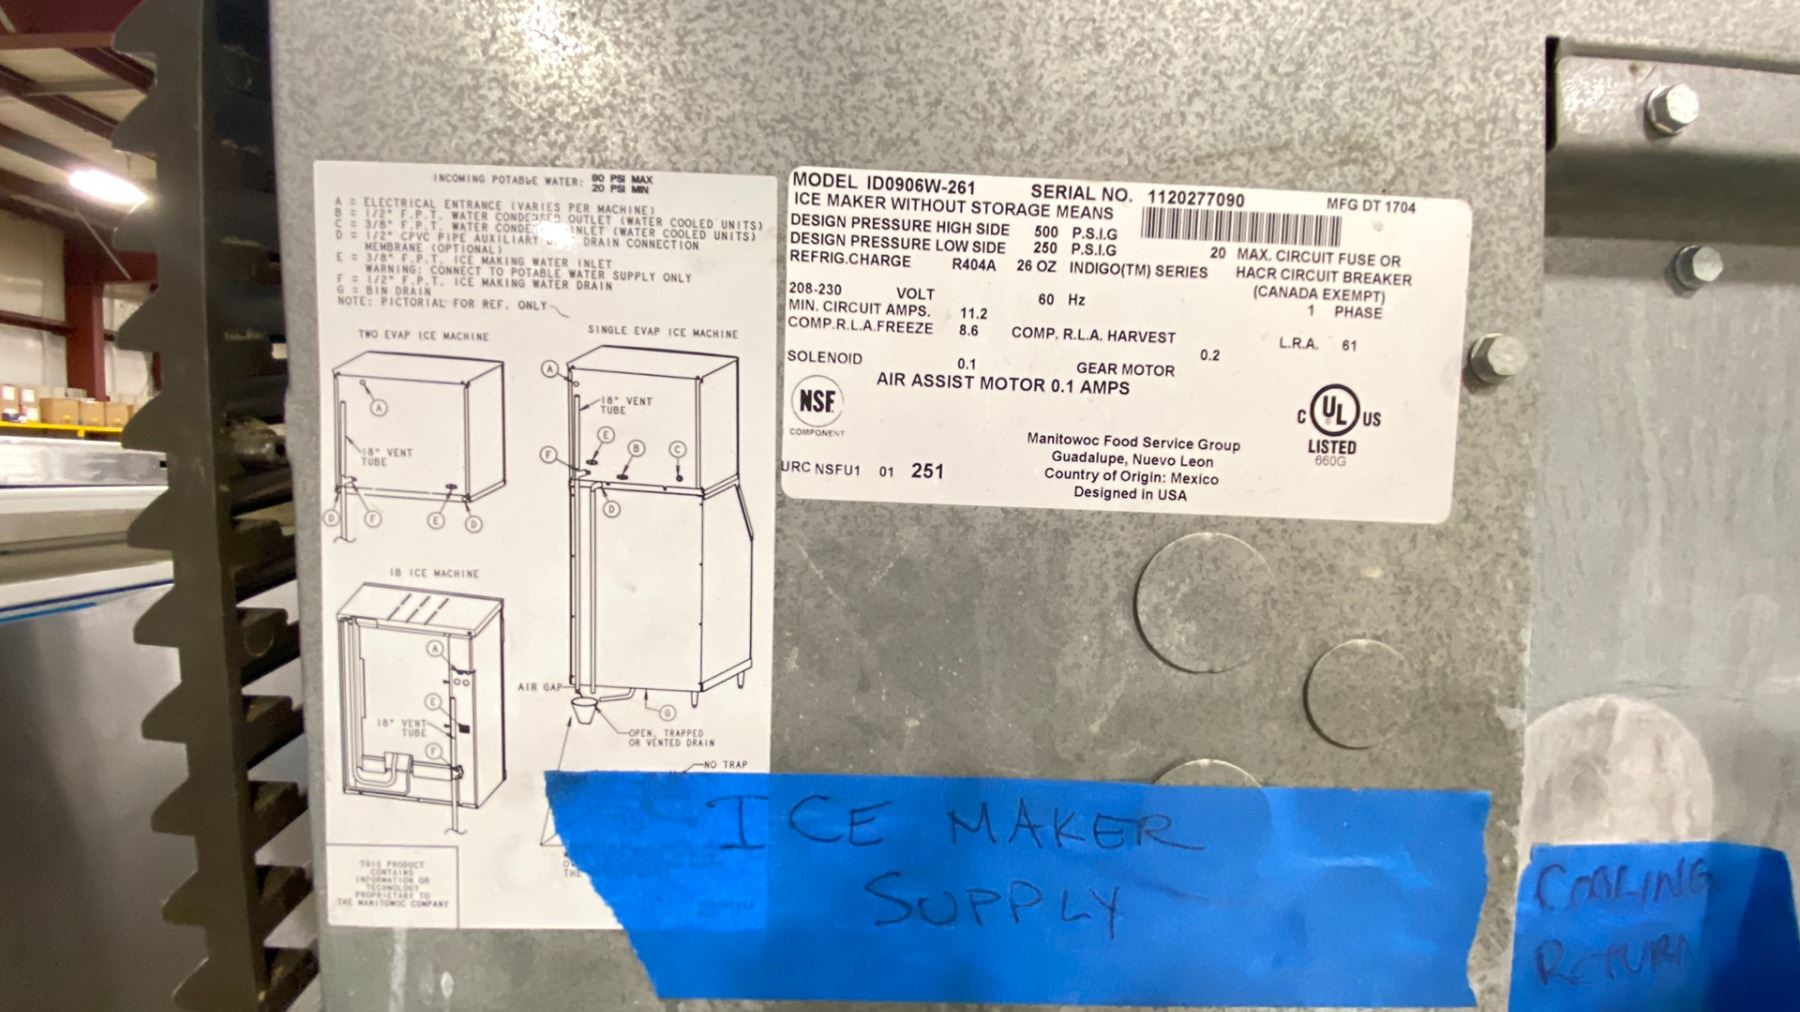 INCOMING POTABLE WATER: 80 PSI MAX
20 PSI MIN
A = ELECTRICAL ENTRANCE (VARIES PER MACHINE)
B = 1/2" F.P.T. WATER CONDENSER OUTLET (WATER COOLED UNITS)
C = 3/8" F.P.T. WATER CONDENSER INLET (WATER COOLED UNITS)
D = 1/2" CPVC PIPE AUXILIARY DRAIN CONNECTION
MEMBRANE (OPTIONAL)
E = 3/8" F.P.T. ICE MAKING WATER INLET
WARNING: CONNECT TO POTABLE WATER SUPPLY ONLY
F = 1/2" F.P.T. ICE MAKING WATER DRAIN
G = BIN DRAIN
NOTE: PICTORIAL FOR REF. ONLY
TWO EVAP ICE MACHINE
SINGLE EVAP ICE MACHINE
A
18" VENT
TUBE
D
F
E
D
A
18" VENT
TUBE
E
F
B
C
D
IB ICE MACHINE
A
E
18" VENT
TUBE
F
AIR GAP
G
OPEN, TRAPPED
OR VENTED DRAIN
NO TRAP
THIS PRODUCT
CONTAINS
INFORMATION OR
TECHNOLOGY
PROPRIETARY TO
THE MANITOWOC COMPANY
MODEL ID0906W-261 SERIAL NO. 1120277090 MFG DT 1704
ICE MAKER WITHOUT STORAGE MEANS
DESIGN PRESSURE HIGH SIDE 500 P.S.I.G
DESIGN PRESSURE LOW SIDE 250 P.S.I.G 20 MAX. CIRCUIT FUSE OR
REFRIG.CHARGE R404A 26 OZ INDIGO(TM) SERIES HACR CIRCUIT BREAKER
(CANADA EXEMPT)
208-230 VOLT 60 Hz 1 PHASE
MIN. CIRCUIT AMPS. 11.2
COMP.R.L.A.FREEZE 8.6 COMP. R.L.A. HARVEST L.R.A. 61
0.2
SOLENOID 0.1 GEAR MOTOR
AIR ASSIST MOTOR 0.1 AMPS
NSF
COMPONENT
C UL US
LISTED
660G
Manitowoc Food Service Group
Guadalupe, Nuevo Leon
Country of Origin: Mexico
Designed in USA
URC NSFU1 01 251
ICE MAKER
SUPPLY
COOLING
RETURN